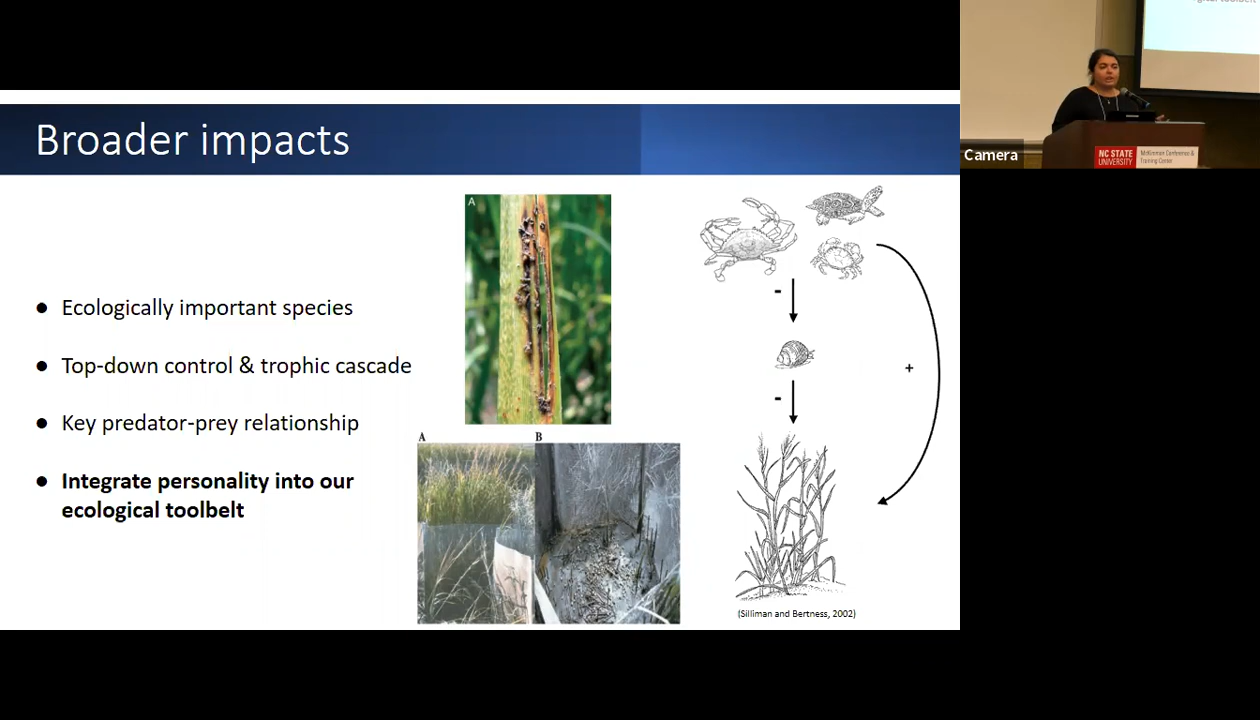 Broader impacts
● Ecologically important species
● Top-down control & trophic cascade
● Key predator-prey relationship
● Integrate personality into our
ecological toolbelt
A
A
B
-
-
+
(Silliman and Bertness, 2002)
toolbelt
Camera
NC STATE
UNIVERSITY
McKimmon Conference &
Training Center